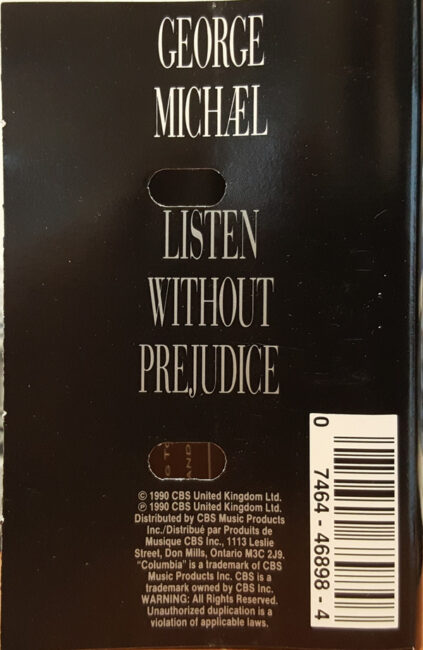 GEORGE
MICHÆL
LISTEN
WITHOUT
PREJUDICE
© 1990 CBS United Kingdom Ltd.
℗ 1990 CBS United Kingdom Ltd.
Distributed by CBS Music Products
Inc./Distribué par Produits de
Musique CBS Inc., 1113 Leslie
Street, Don Mills, Ontario M3C 2J9.
"Columbia" is a trademark of CBS
Music Products Inc. CBS is a
trademark owned by CBS Inc.
WARNING: All Rights Reserved.
Unauthorized duplication is a
violation of applicable laws.
0 7464-46898-4
AND